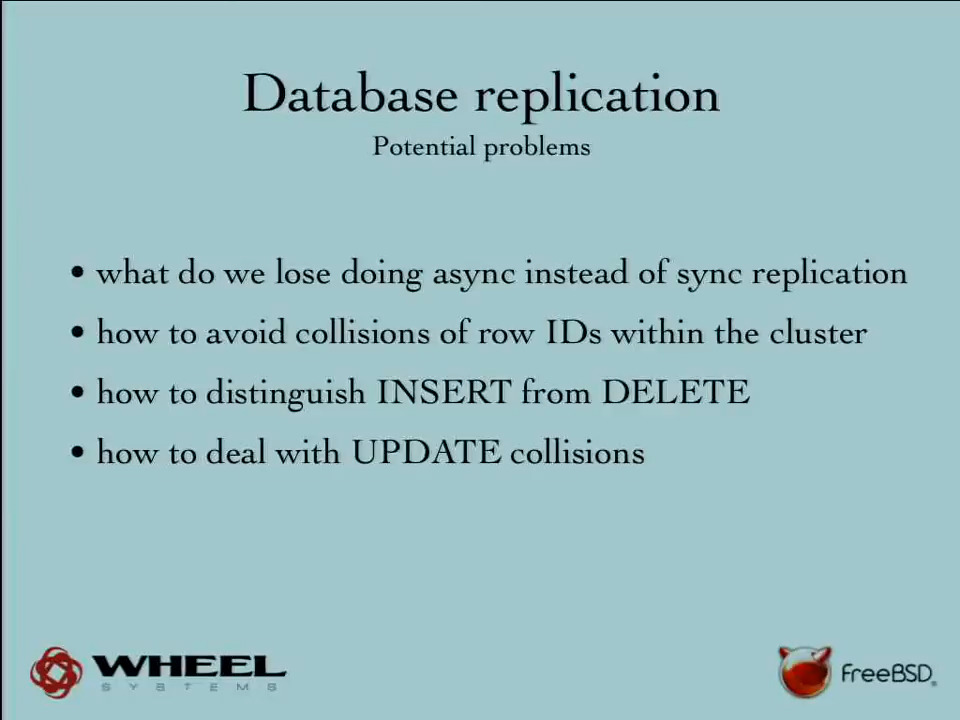 Database replication
Potential problems
• what do we lose doing async instead of sync replication
• how to avoid collisions of row IDs within the cluster
• how to distinguish INSERT from DELETE
• how to deal with UPDATE collisions
WHEEL
SYSTEMS
FreeBSD